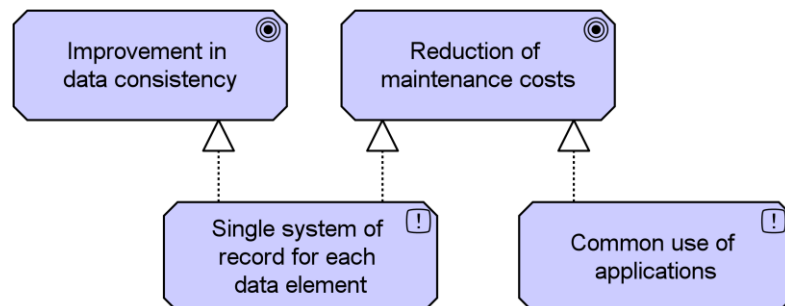 Improvement in
data consistency
Reduction of
maintenance costs
Single system of
record for each
data element
!
Common use of
applications
!